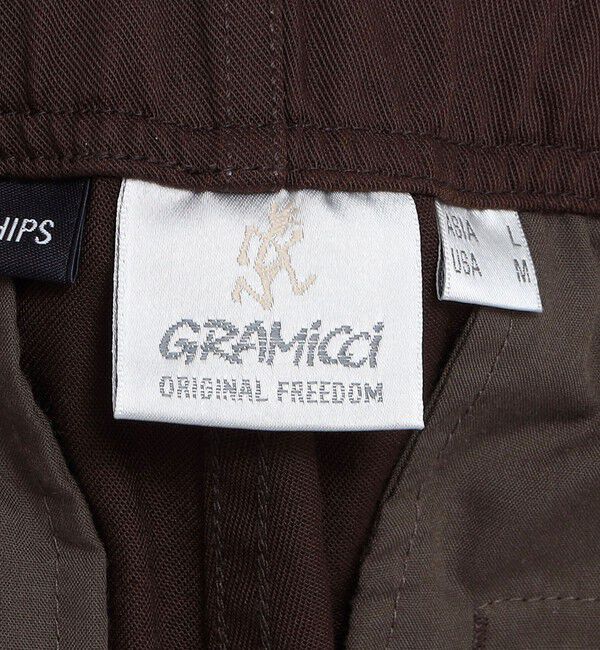 HIPS
GRAMiCCi
ORIGINAL FREEDOM
ASIA L
USA M